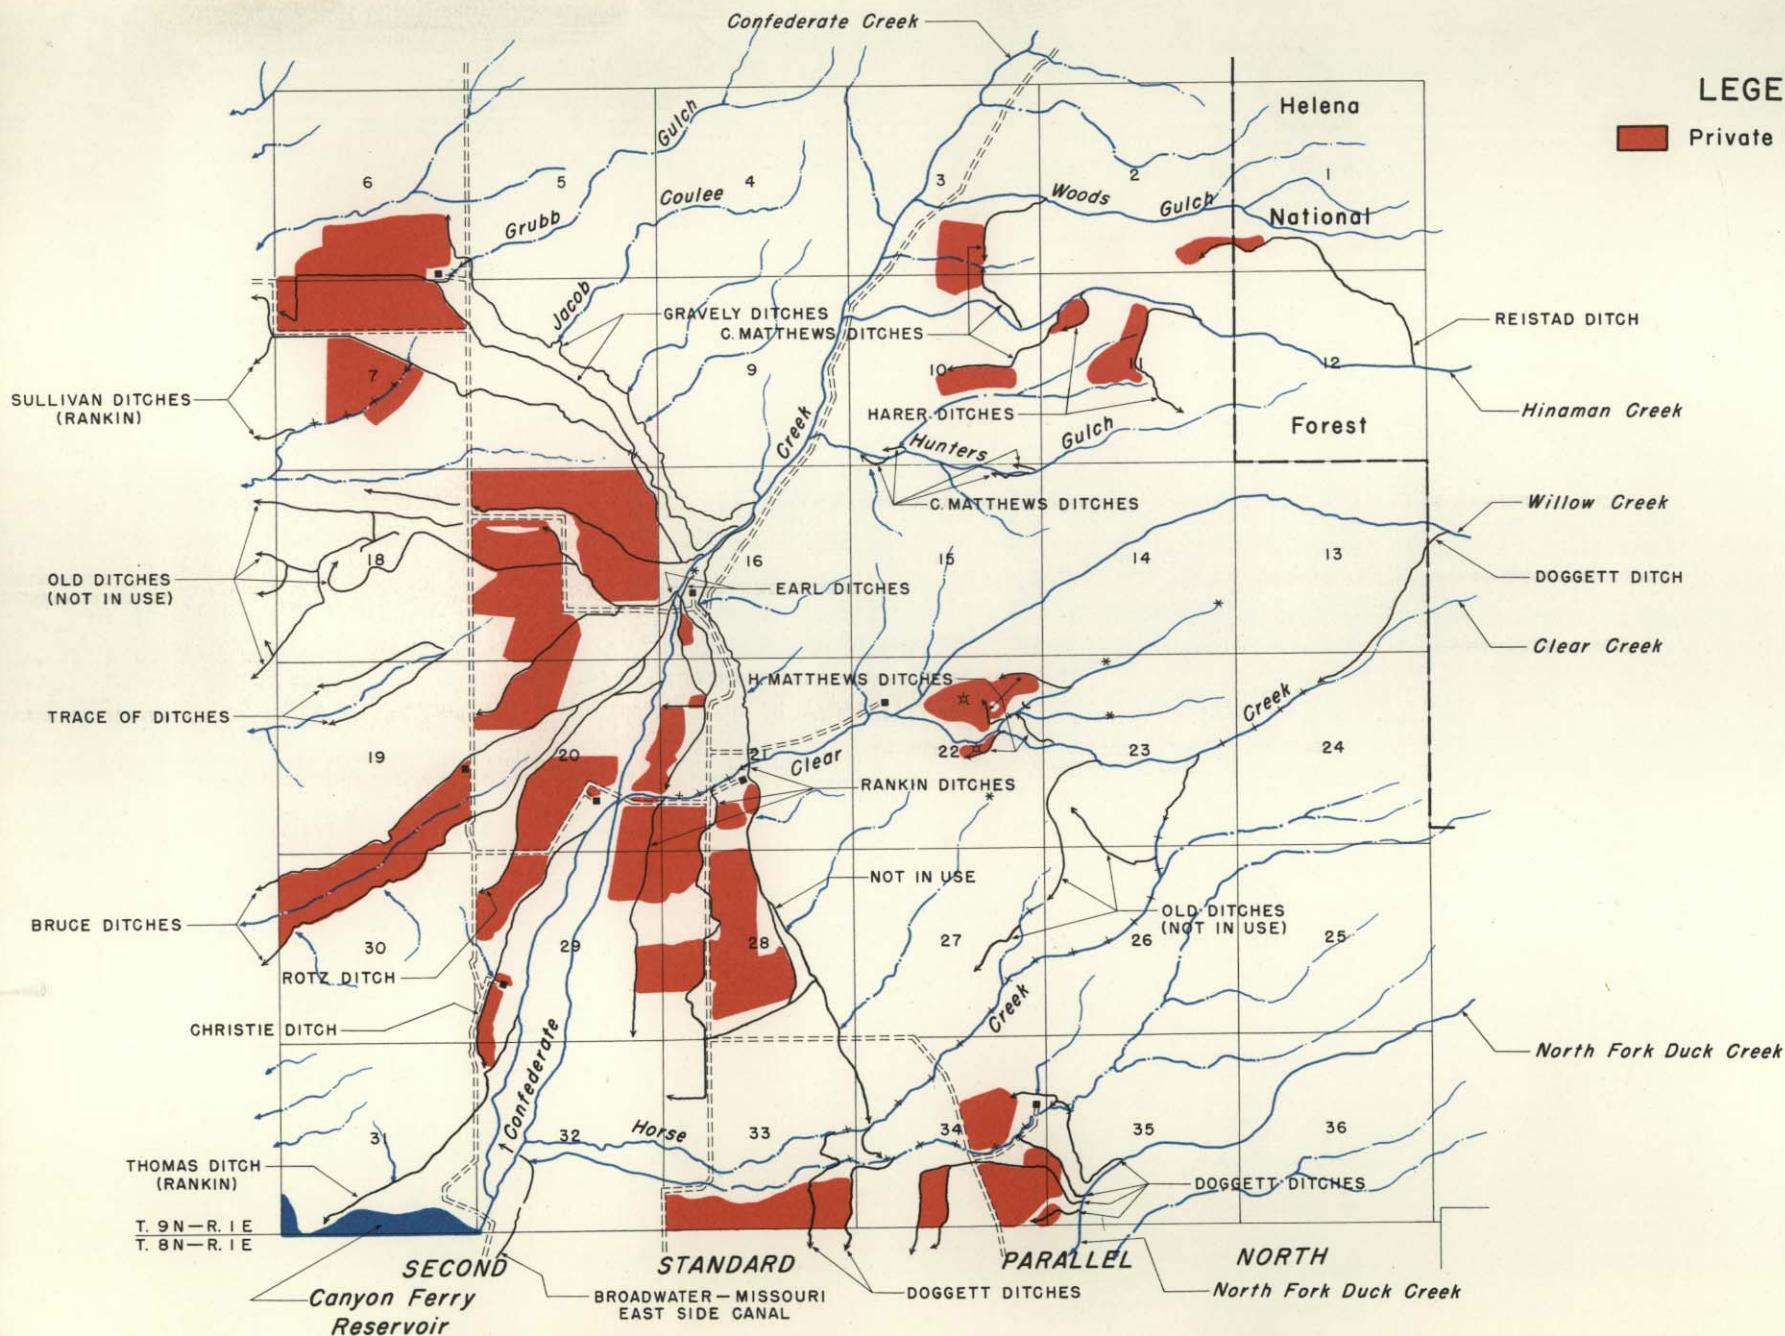 Confederate Creek
LEGE
Private
Helena
6
5
4
3
2
1
Grubb
Gulch
Coulee
Woods
Gulch
National
Jacob
GRAVELY DITCHES
C. MATTHEWS DITCHES
REISTAD DITCH
7
9
10
11
12
SULLIVAN DITCHES
(RANKIN)
HARER DITCHES
Hinaman Creek
Creek
Hunters
Gulch
Forest
C. MATTHEWS DITCHES
Willow Creek
18
16
15
14
13
OLD DITCHES
(NOT IN USE)
EARL DITCHES
DOGGETT DITCH
Clear Creek
H. MATTHEWS DITCHES
TRACE OF DITCHES
Creek
19
20
21
22
23
24
Clear
RANKIN DITCHES
NOT IN USE
BRUCE DITCHES
OLD DITCHES
(NOT IN USE)
30
29
28
27
26
25
ROTZ DITCH
CHRISTIE DITCH
Creek
Confederate
North Fork Duck Creek
31
32
Horse
33
34
35
36
THOMAS DITCH
(RANKIN)
DOGGETT DITCHES
T. 9N–R. 1E
T. 8N–R. 1E
SECOND STANDARD PARALLEL NORTH
Canyon Ferry
Reservoir
BROADWATER–MISSOURI
EAST SIDE CANAL
DOGGETT DITCHES
North Fork Duck Creek